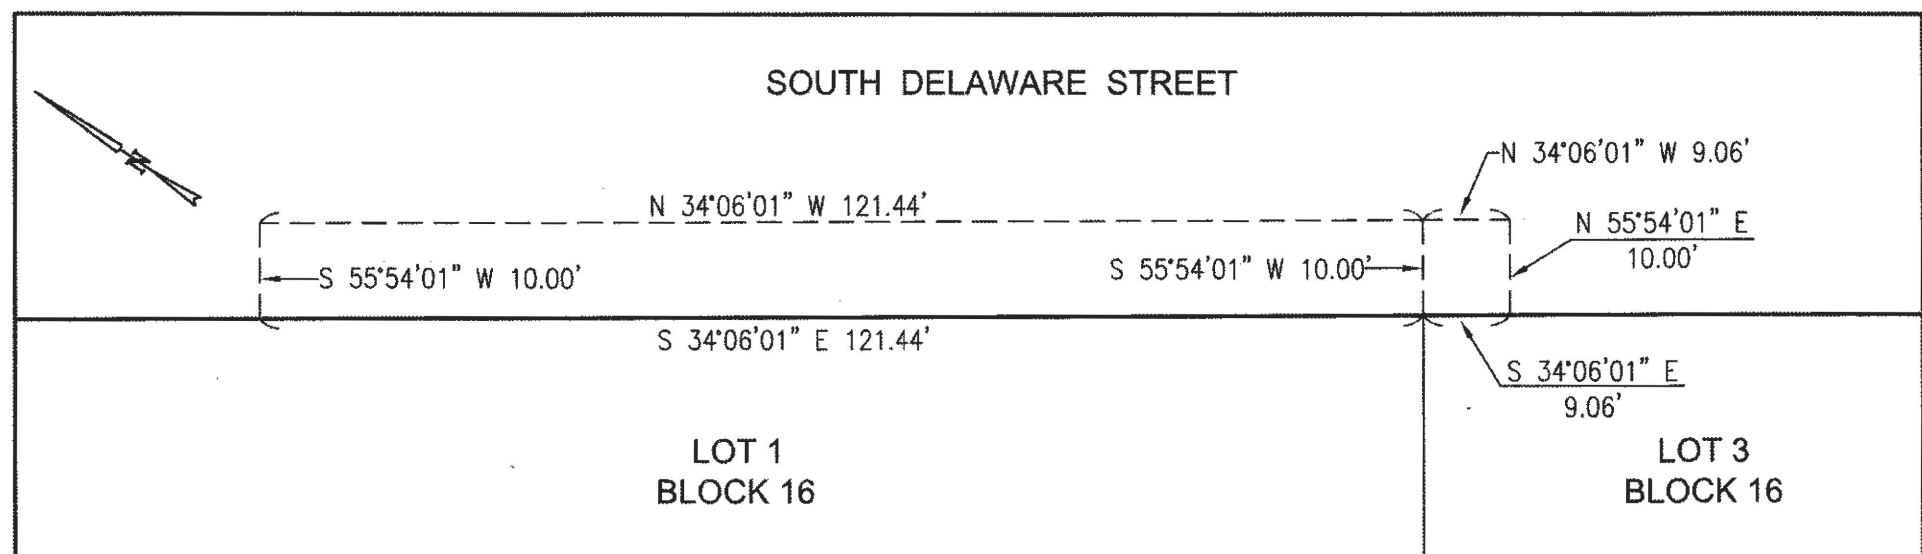 SOUTH DELAWARE STREET
N
N 34°06'01" W 9.06'
N 34°06'01" W 121.44'
N 55°54'01" E
10.00'
S 55°54'01" W 10.00'
S 55°54'01" W 10.00'
S 34°06'01" E 121.44'
S 34°06'01" E
9.06'
LOT 1
BLOCK 16
LOT 3
BLOCK 16